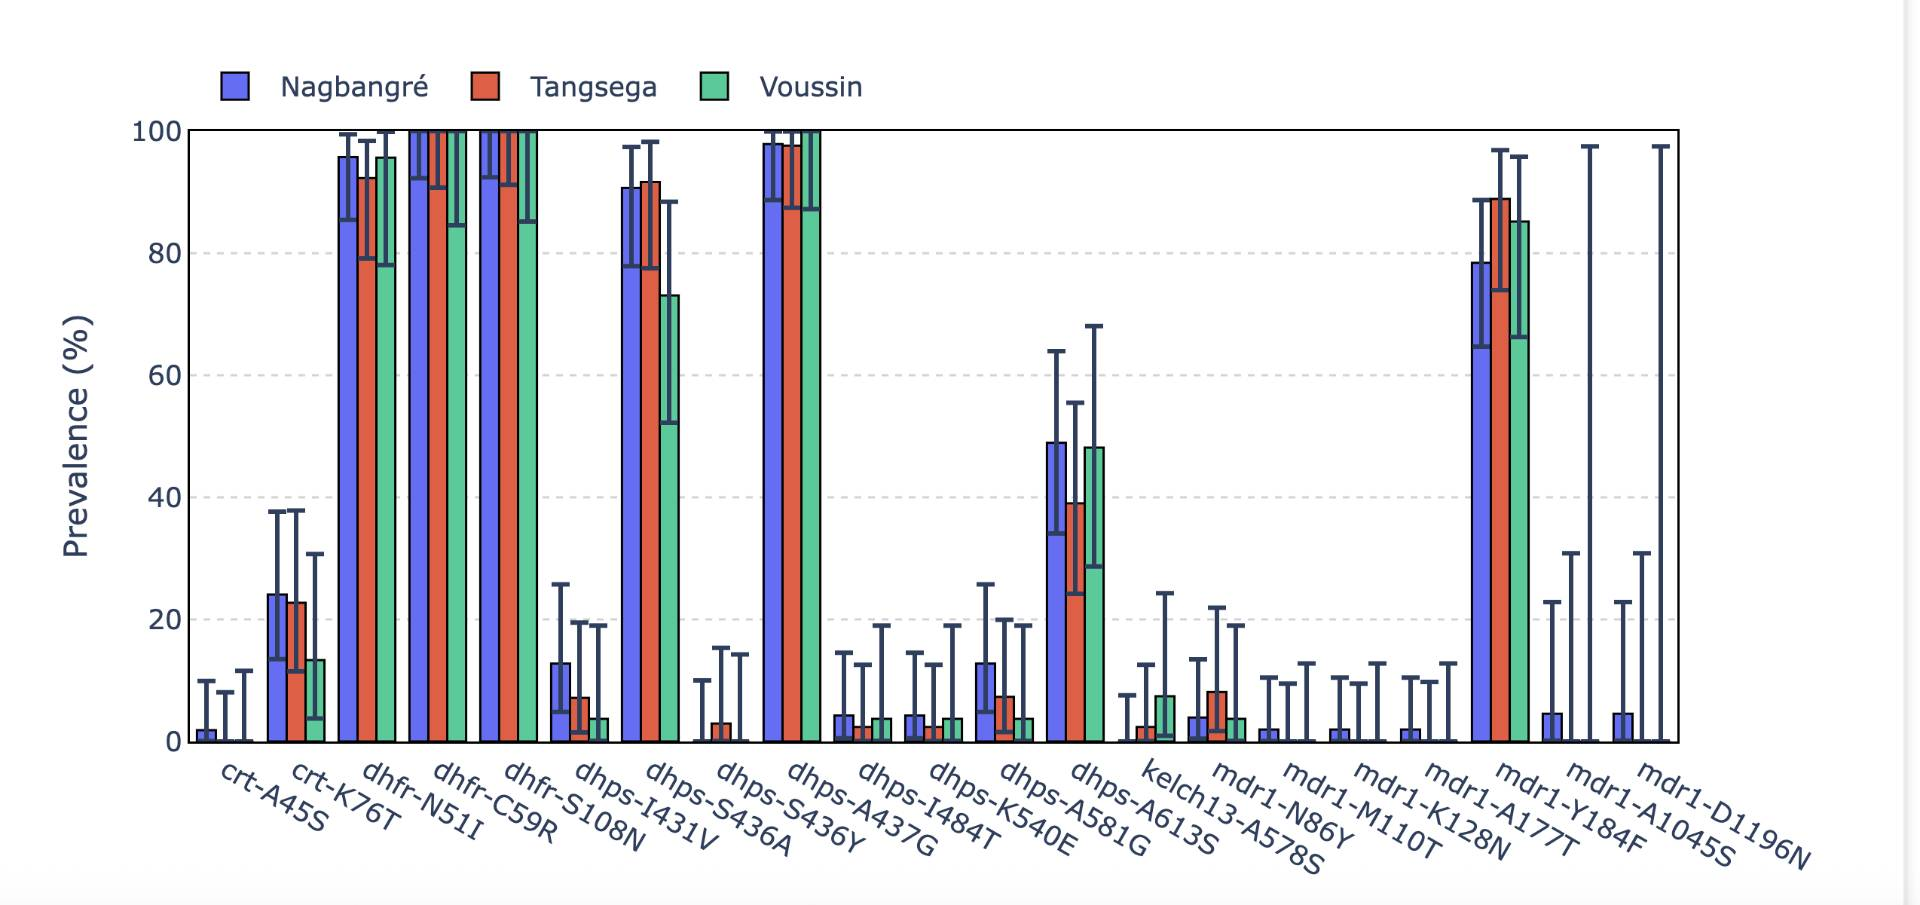 Nagbangré Tangsega Voussin
100
80
60
40
20
0
Prevalence (%)
crt-A45S
crt-K76T
dhfr-N51I
dhfr-C59R
dhfr-S108N
dhps-I431V
dhps-S436A
dhps-S436Y
dhps-A437G
dhps-I484T
dhps-K540E
dhps-A581G
dhps-A613S
kelch13-A578S
mdr1-N86Y
mdr1-M110T
mdr1-K128N
mdr1-A177T
mdr1-Y184F
mdr1-A1045S
mdr1-D1196N